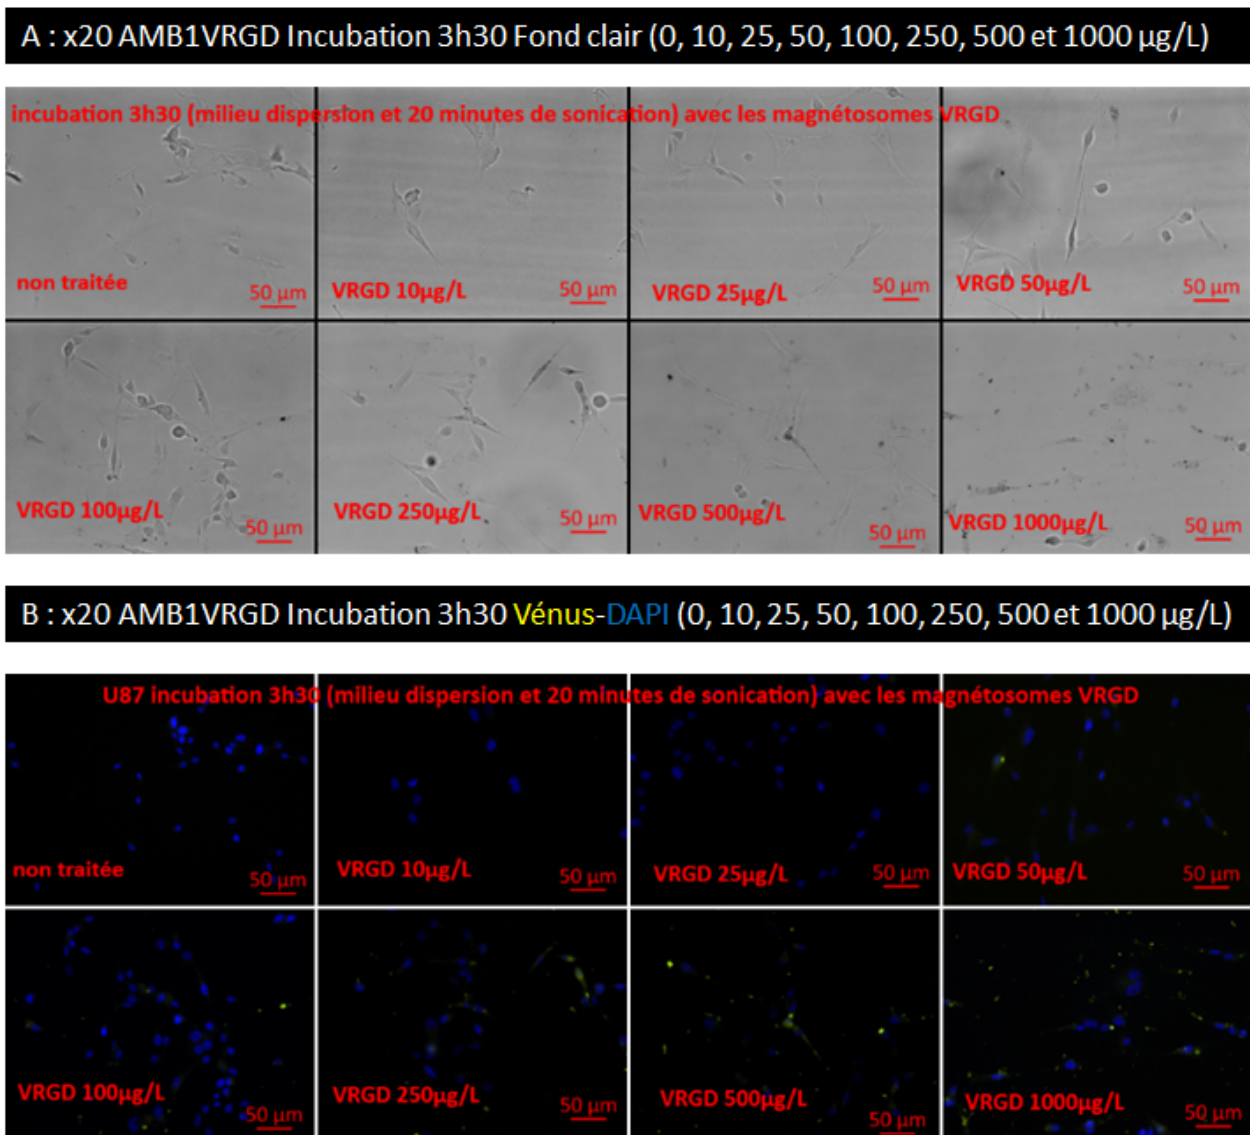 A : x20 AMB1VRGD Incubation 3h30 Fond clair (0, 10, 25, 50, 100, 250, 500 et 1000 µg/L)
incubation 3h30 (milieu dispersion et 20 minutes de sonication) avec les magnétosomes VRGD
non traitée
50 µm
VRGD 10µg/L
50 µm
VRGD 25µg/L
50 µm
VRGD 50µg/L
50 µm
VRGD 100µg/L
50 µm
VRGD 250µg/L
50 µm
VRGD 500µg/L
50 µm
VRGD 1000µg/L
50 µm
B : x20 AMB1VRGD Incubation 3h30 Vénus-DAPI (0, 10, 25, 50, 100, 250, 500 et 1000 µg/L)
U87 incubation 3h30 (milieu dispersion et 20 minutes de sonication) avec les magnétosomes VRGD
non traitée
50 µm
VRGD 10µg/L
50 µm
VRGD 25µg/L
50 µm
VRGD 50µg/L
50 µm
VRGD 100µg/L
50 µm
VRGD 250µg/L
50 µm
VRGD 500µg/L
50 µm
VRGD 1000µg/L
50 µm